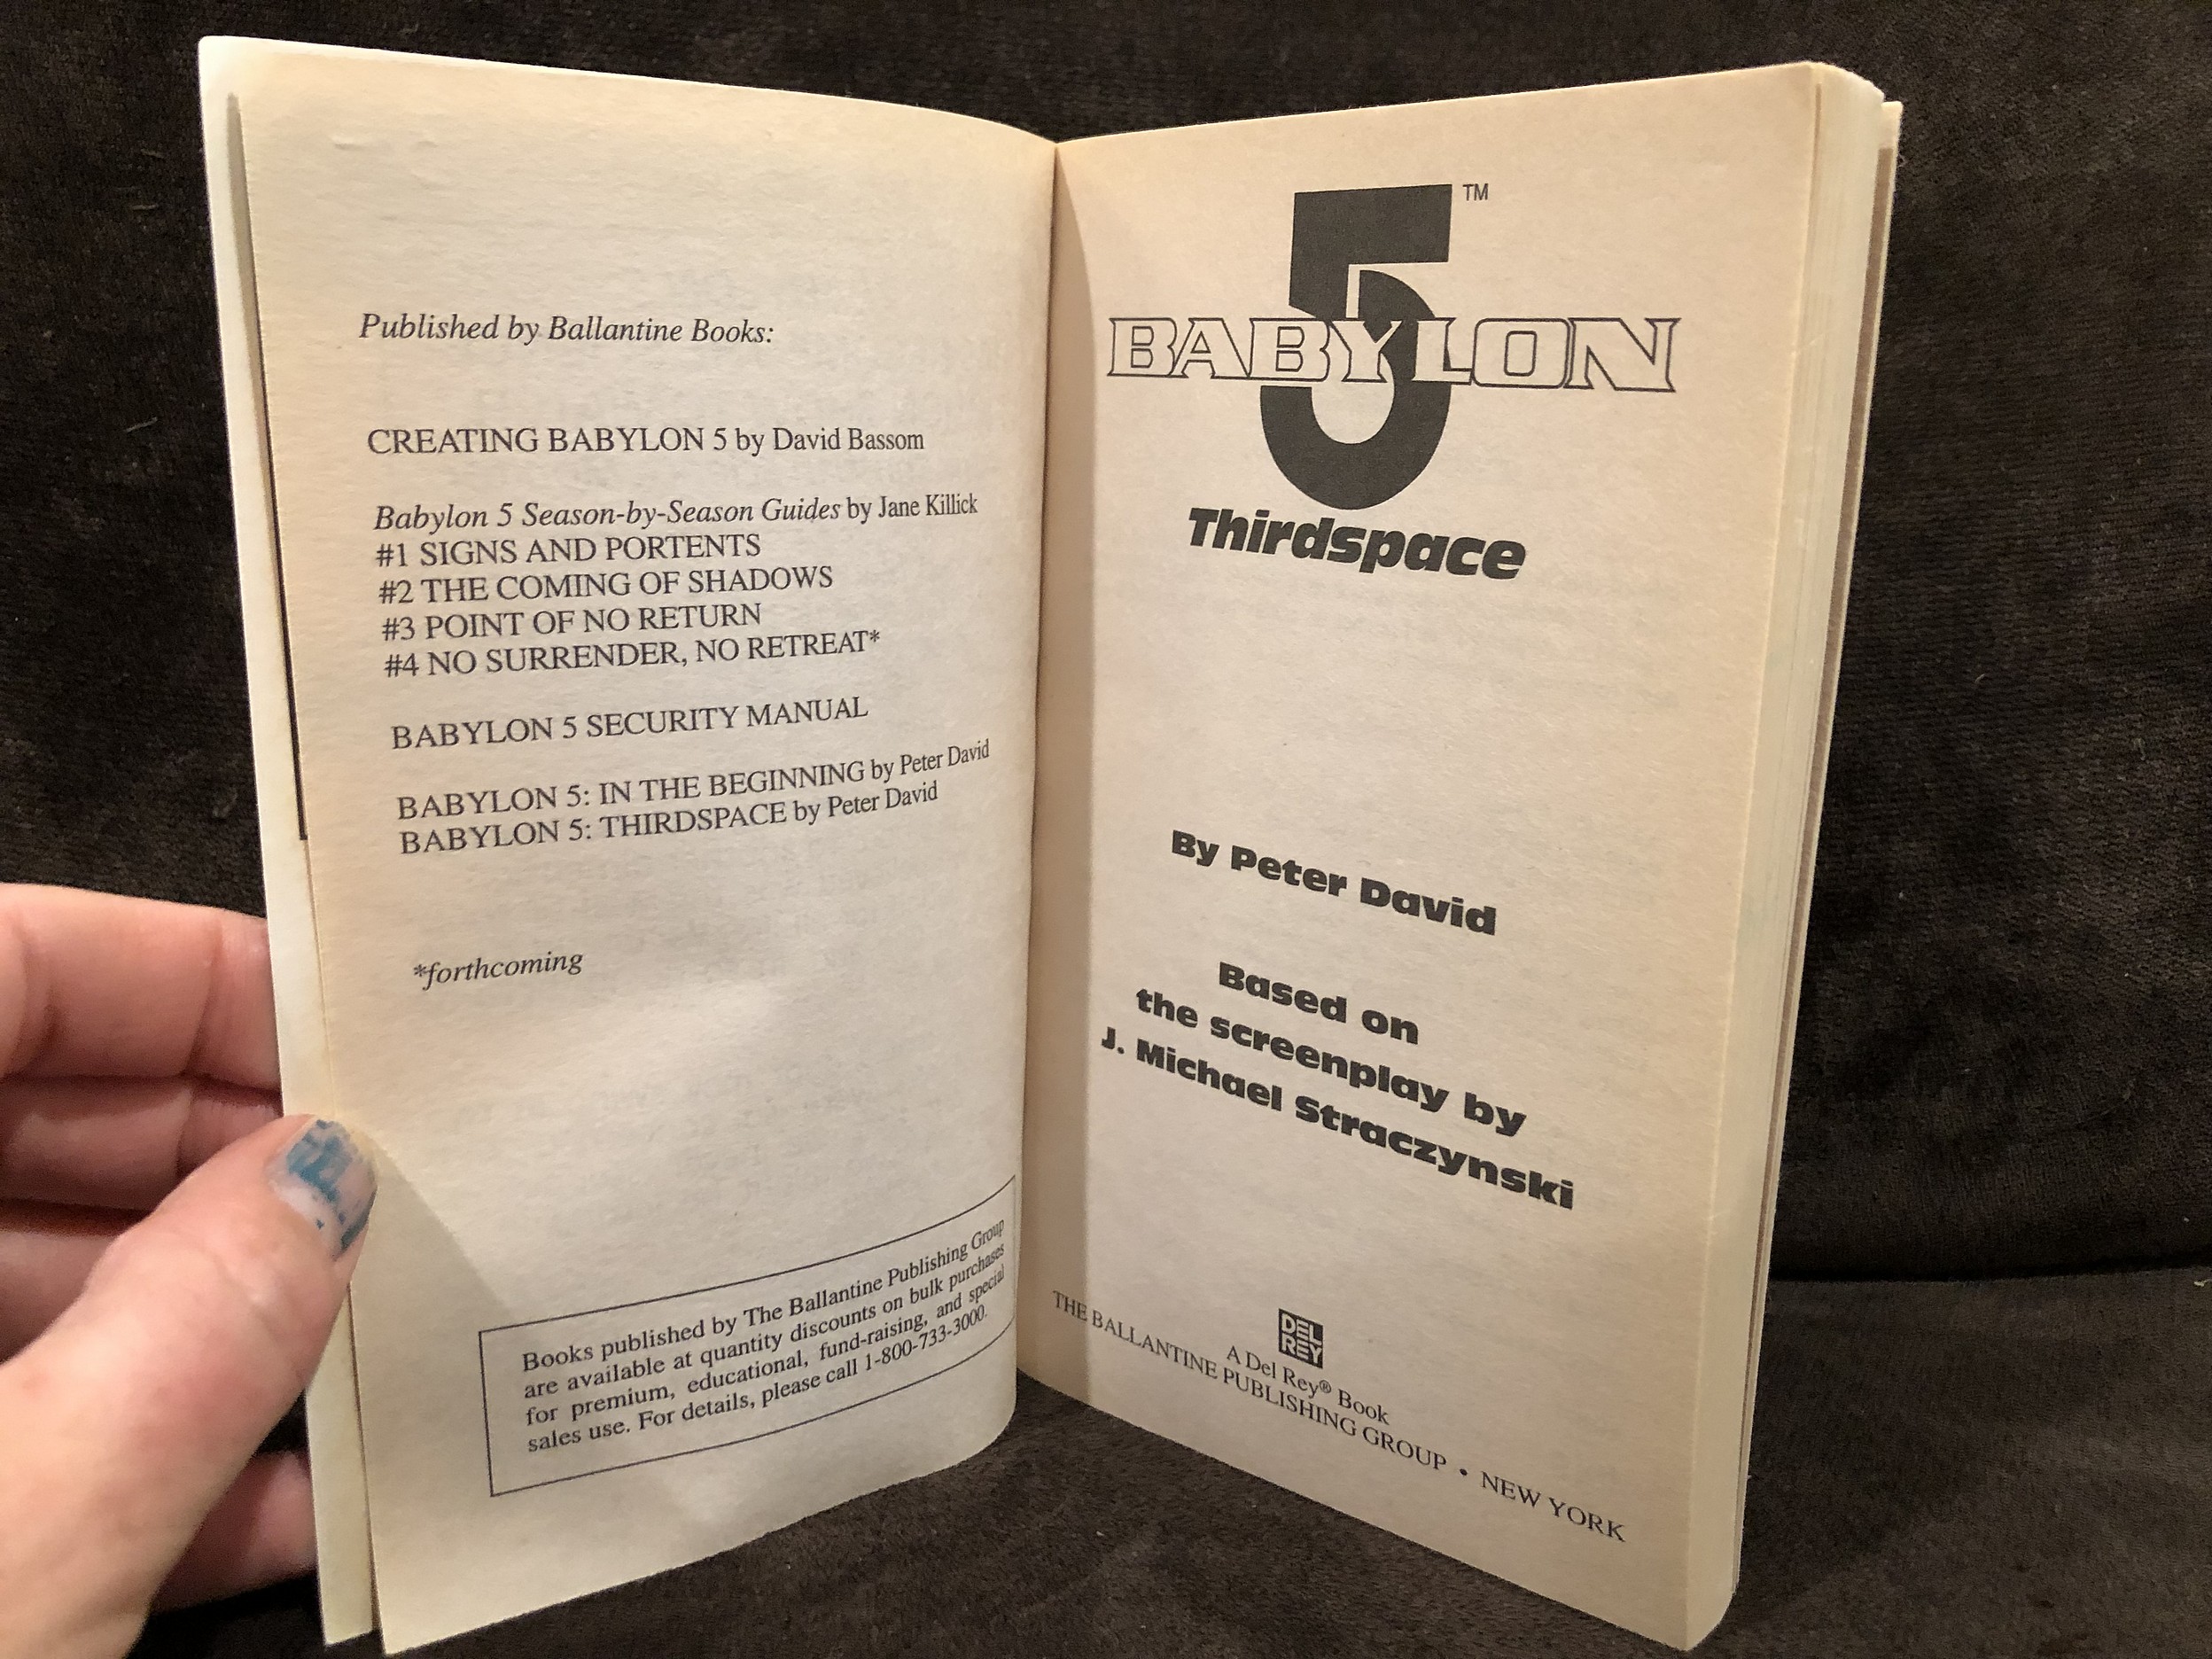 Published by Ballantine Books:
CREATING BABYLON 5 by David Bassom
Babylon 5 Season-by-Season Guides by Jane Killick
#1 SIGNS AND PORTENTS
#2 THE COMING OF SHADOWS
#3 POINT OF NO RETURN
#4 NO SURRENDER, NO RETREAT*
BABYLON 5 SECURITY MANUAL
BABYLON 5: IN THE BEGINNING by Peter David
BABYLON 5: THIRDSPACE by Peter David
*forthcoming
Books published by The Ballantine Publishing Group
are available at quantity discounts on bulk purchases
for premium, educational, fund-raising, and special
sales use. For details, please call 1-800-733-3000.
5 ™
BABYLON
Thirdspace
By Peter David
Based on
the screenplay by
J. Michael Straczynski
DEL
REY
A Del Rey® Book
THE BALLANTINE PUBLISHING GROUP • NEW YORK